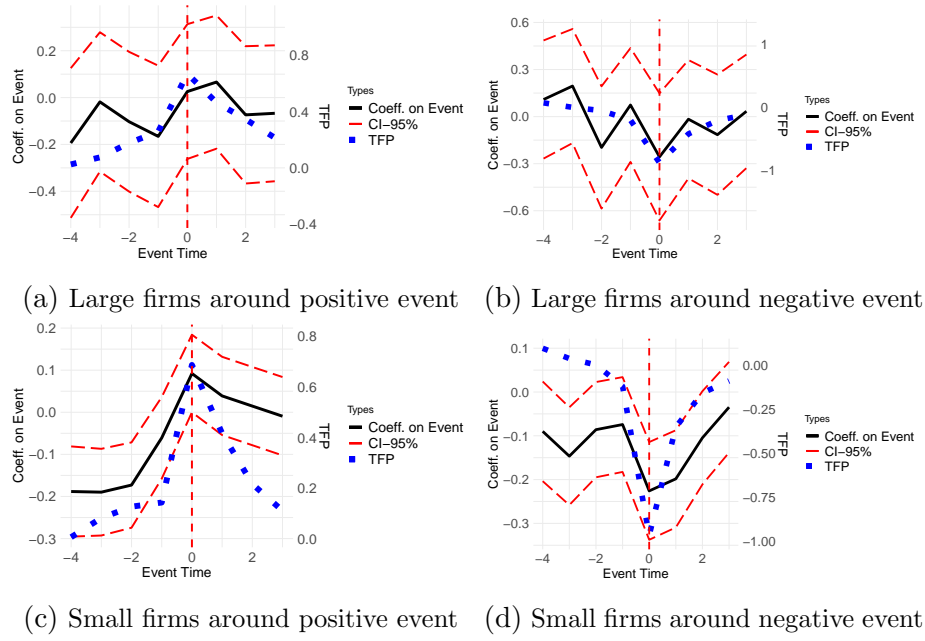 0.2
0.0
−0.2
−0.4
0.8
0.4
0.0
−0.4
Coeff. on Event
TFP
−4
−2
0
2
Event Time
Types
Coeff. on Event
CI−95%
TFP
0.6
0.3
0.0
−0.3
−0.6
1
0
−1
Coeff. on Event
TFP
−4
−2
0
2
Event Time
Types
Coeff. on Event
CI−95%
TFP
(a) Large firms around positive event
(b) Large firms around negative event
0.2
0.1
0.0
−0.1
−0.2
−0.3
0.8
0.6
0.4
0.2
0.0
Coeff. on Event
TFP
−4
−2
0
2
Event Time
Types
Coeff. on Event
CI−95%
TFP
0.1
0.0
−0.1
−0.2
−0.3
0.00
−0.25
−0.50
−0.75
−1.00
Coeff. on Event
TFP
−4
−2
0
2
Event Time
Types
Coeff. on Event
CI−95%
TFP
(c) Small firms around positive event
(d) Small firms around negative event